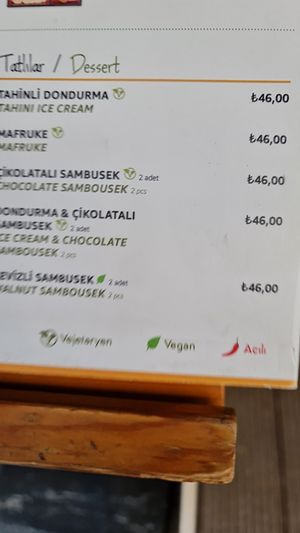 Tatlılar / Dessert
TAHİNLİ DONDURMA ₺46,00
TAHINI ICE CREAM
MAFRUKE ₺46,00
MAFRUKE
ÇİKOLATALI SAMBUSEK 2 adet ₺46,00
CHOCOLATE SAMBOUSEK 2 pcs
DONDURMA & ÇİKOLATALI ₺46,00
SAMBUSEK 2 adet
ICE CREAM & CHOCOLATE
SAMBOUSEK 2 pcs
CEVİZLİ SAMBUSEK 2 adet ₺46,00
WALNUT SAMBOUSEK 2 pcs
Vejeteryen Vegan Acılı